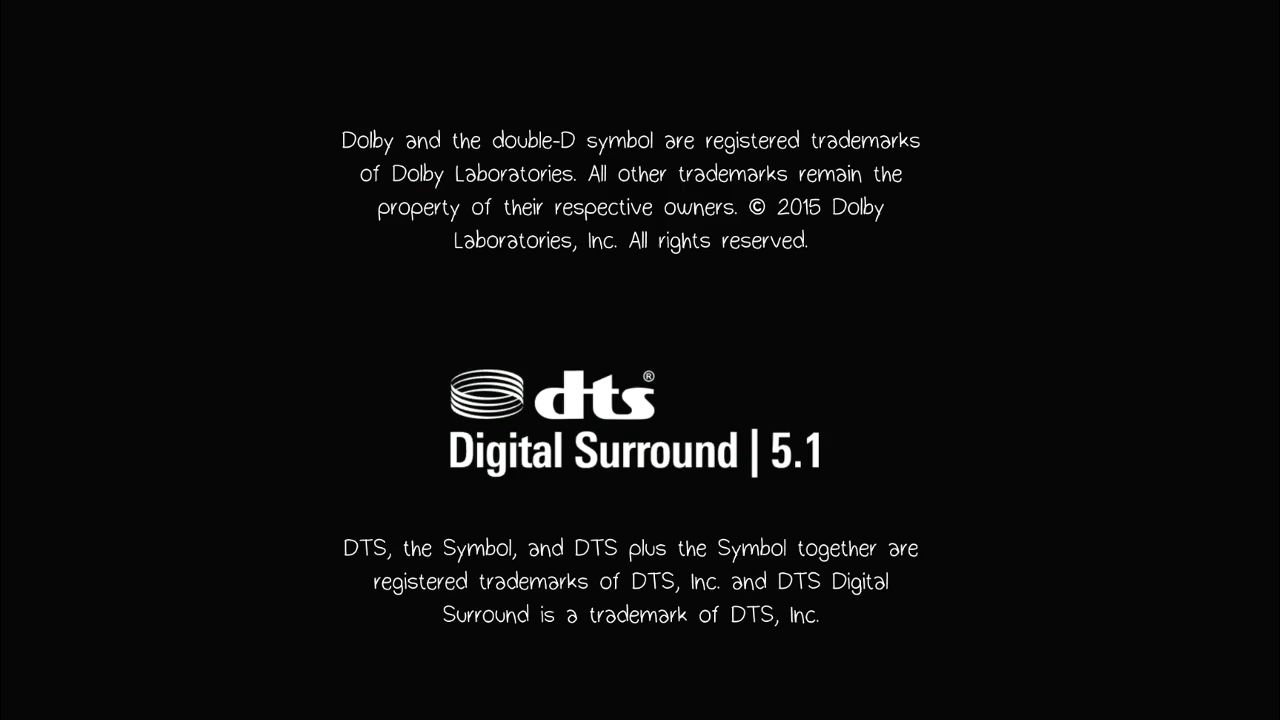 Dolby and the double-D symbol are registered trademarks
of Dolby Laboratories. All other trademarks remain the
property of their respective owners. © 2015 Dolby
Laboratories, Inc. All rights reserved.
dts®
Digital Surround | 5.1
DTS, the Symbol, and DTS plus the Symbol together are
registered trademarks of DTS, Inc. and DTS Digital
Surround is a trademark of DTS, Inc.